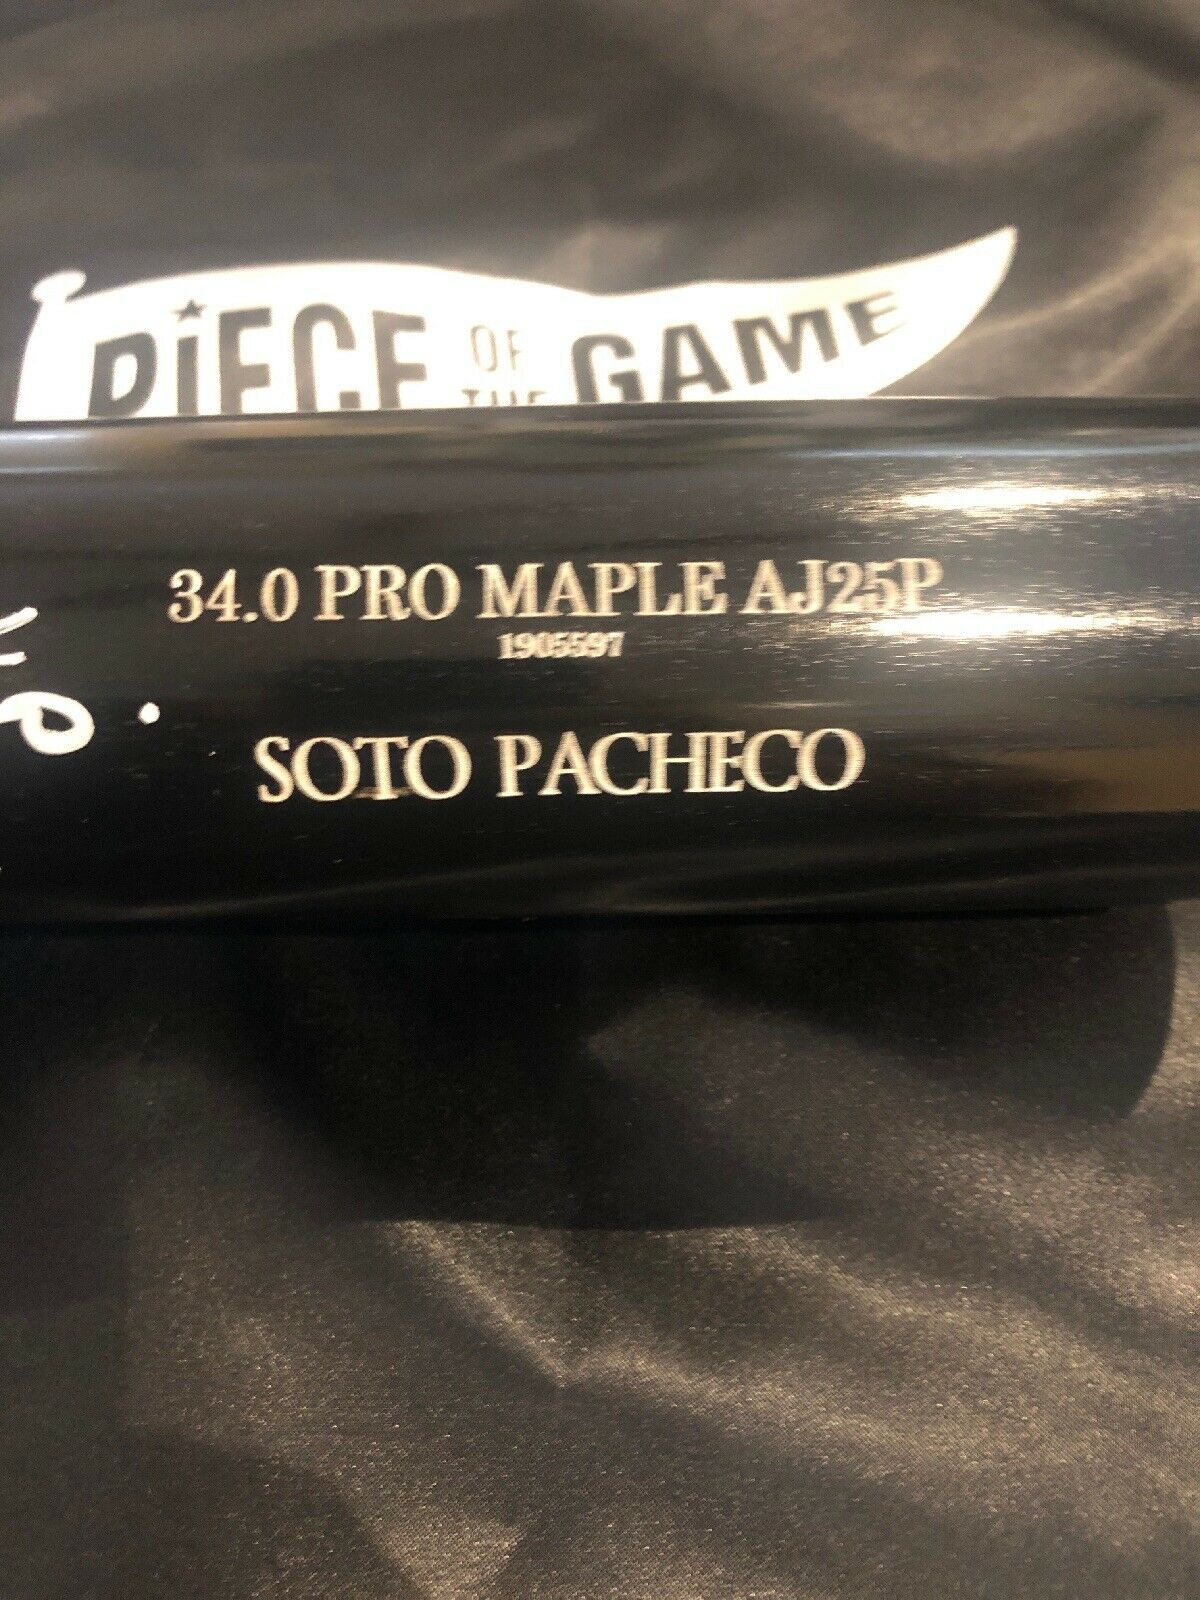 PiECE OF THE GAME
34.0 PRO MAPLE AJ25P
1905597
SOTO PACHECO